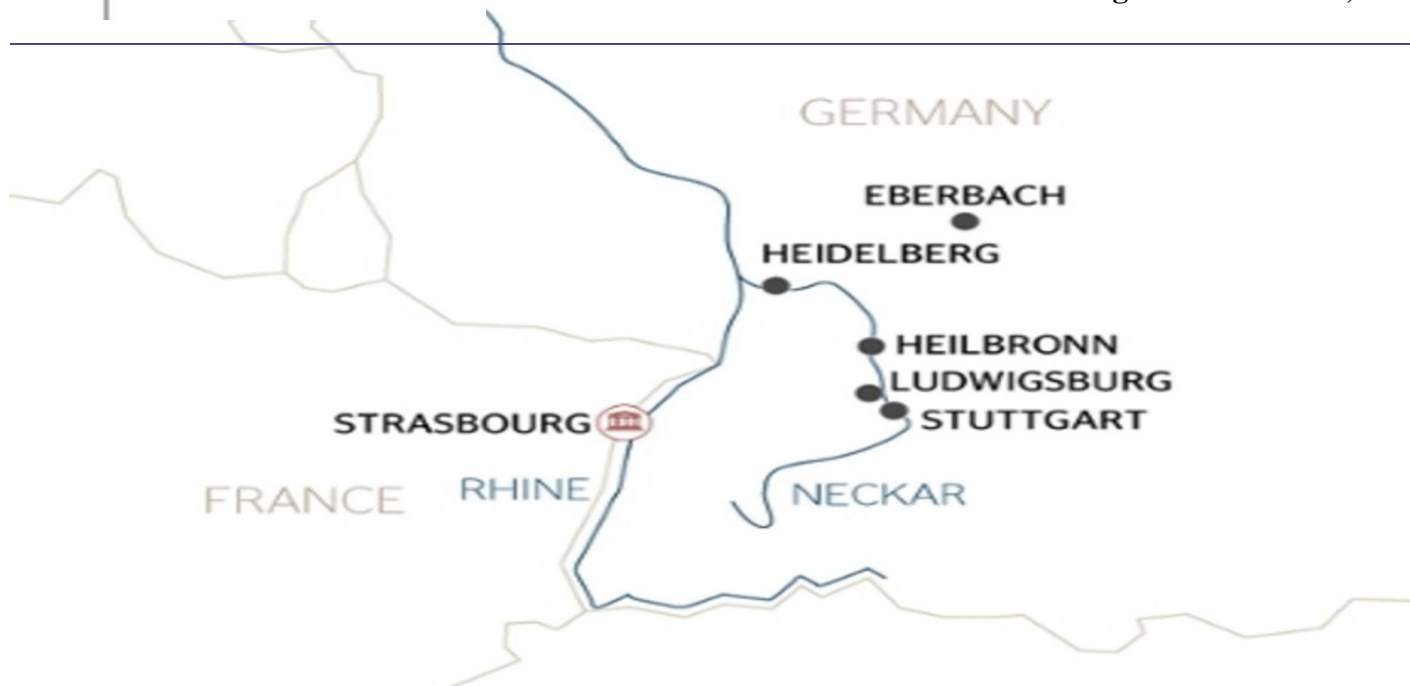 GERMANY
EBERBACH
HEIDELBERG
HEILBRONN
LUDWIGSBURG
STRASBOURG
STUTTGART
FRANCE
RHINE
NECKAR